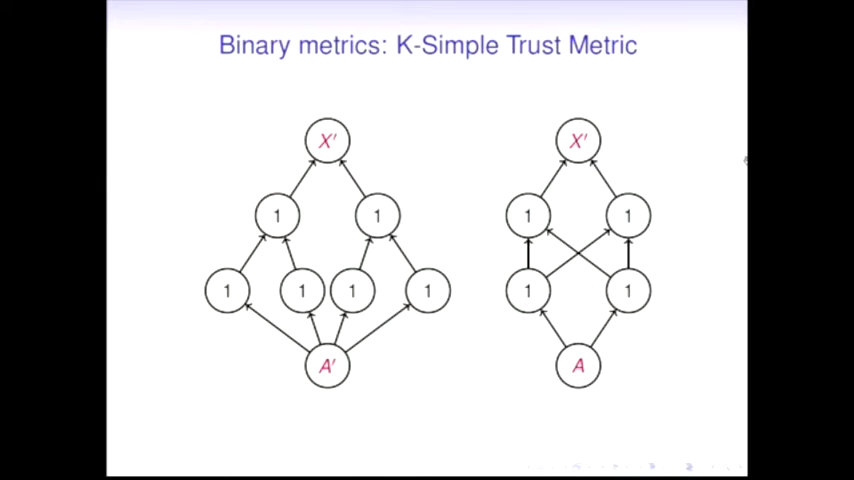 Binary metrics: K-Simple Trust Metric
X′ X′
1 1 1 1
1 1 1 1 1 1
A′ A